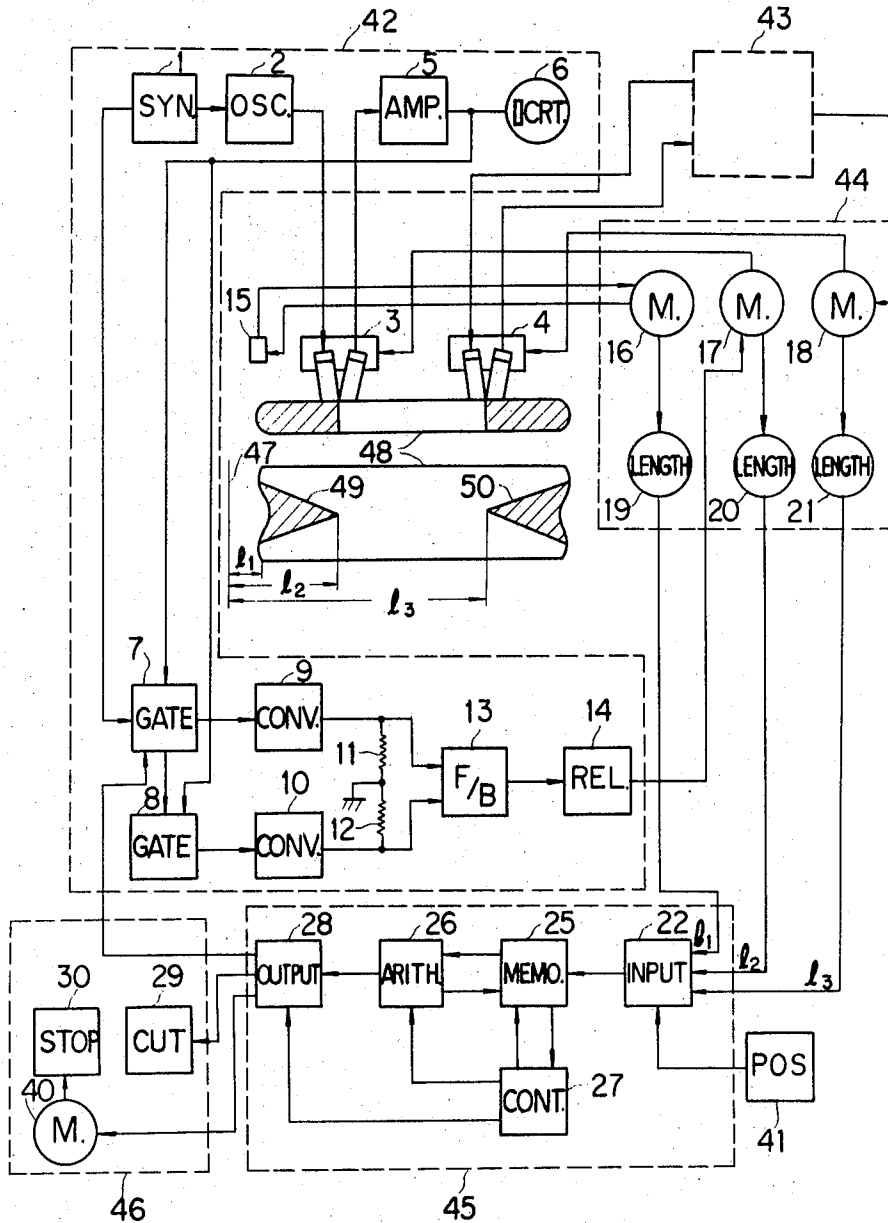 42
43
1
2
5
6
SYN.
OSC.
AMP.
CRT.
44
15
3
4
M.
M.
M.
16
17
18
47
48
LENGTH
LENGTH
LENGTH
49
50
19
20
21
l1
l2
l3
7
9
GATE
CONV.
13
14
11
F/B
REL.
8
10
12
GATE
CONV.
28
26
25
22
l1
30
29
OUTPUT
ARITH.
MEMO.
INPUT
l2
l3
STOP
CUT
40
CONT.
27
POS
M.
41
46
45